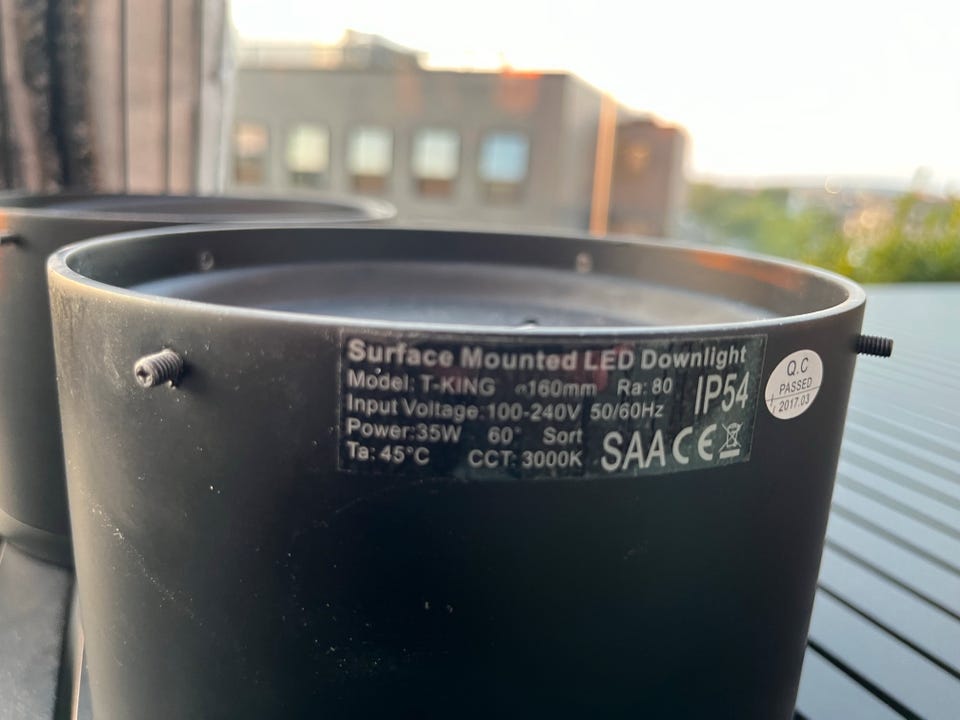 Surface Mounted LED Downlight
Model: T-KING ∩160mm Ra: 80
IP54
Input Voltage:100-240V 50/60Hz
Power:35W 60° Sort
Ta: 45°C CCT: 3000K
SAA CE
Q.C
PASSED
2017.03